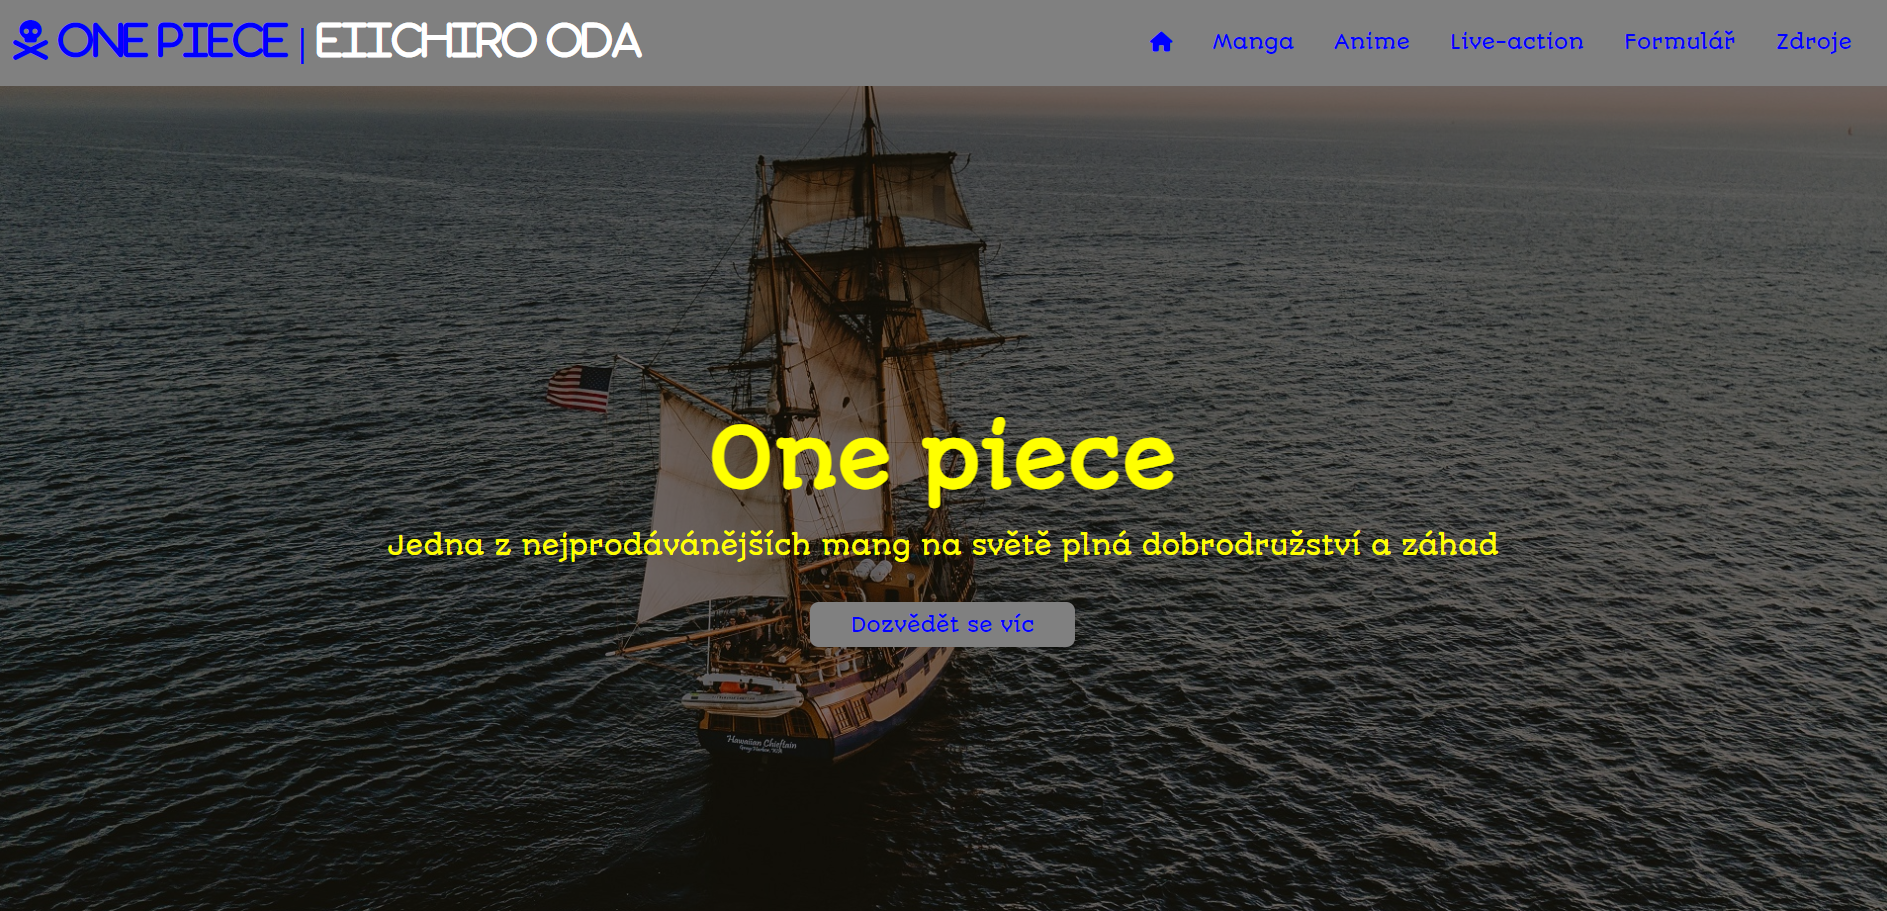 ONE PIECE | EIICHIRO ODA
Manga Anime Live-action Formulář Zdroje
One piece
Jedna z nejprodávánějších mang na světě plná dobrodružství a záhad
Dozvědět se víc
Hawaiian Chieftain